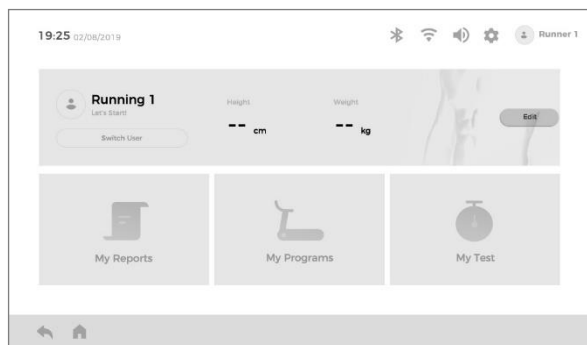 19:25 02/08/2019
Runner 1
Running 1
Let's Start!
Switch User
Height
-- cm
Weight
-- kg
Edit
My Reports
My Programs
My Test